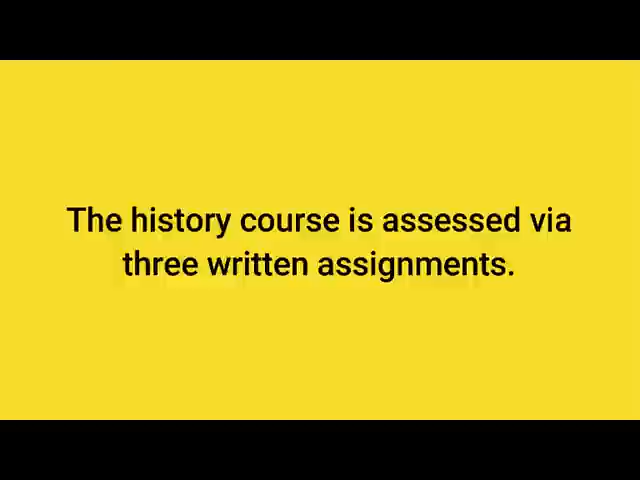 The history course is assessed via
three written assignments.